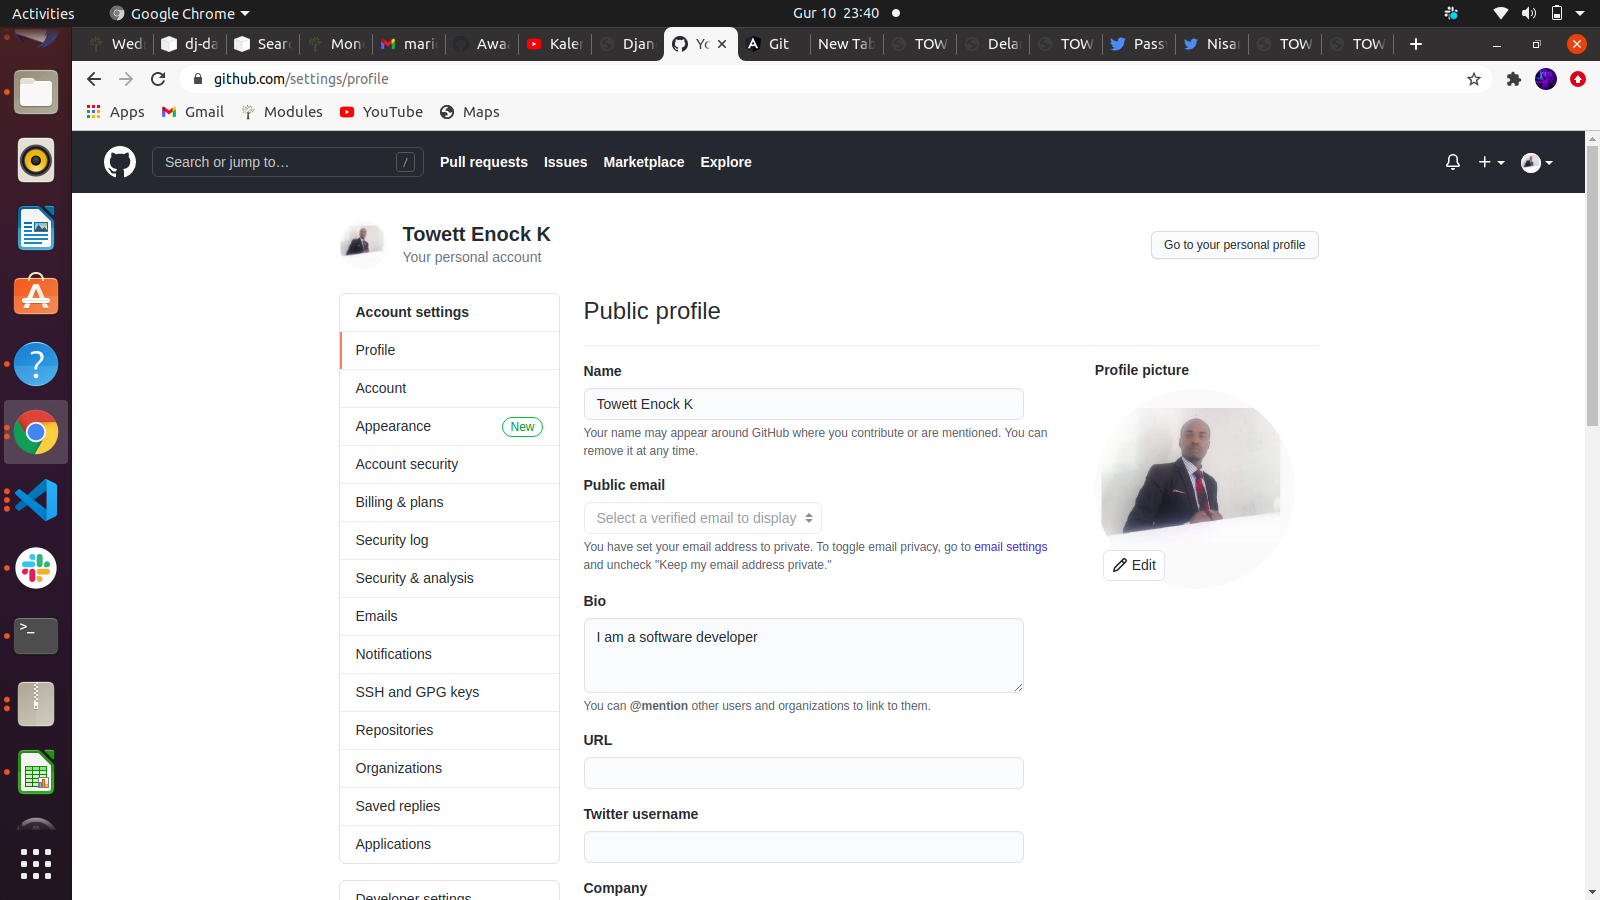 Activities
Google Chrome
Gur 10 23:40
Wed
dj-da
Sear
Mon
mari
Awa
Kaler
Djan
Git
New Tab
TOW
Dela
TOW
Pass
Nisar
TOW
TOW
github.com/settings/profile
Apps
Gmail
Modules
YouTube
Maps
Search or jump to…
/
Pull requests
Issues
Marketplace
Explore
Towett Enock K
Your personal account
Go to your personal profile
Account settings
Profile
Account
Appearance
New
Account security
Billing & plans
Security log
Security & analysis
Emails
Notifications
SSH and GPG keys
Repositories
Organizations
Saved replies
Applications
Developer settings
Public profile
Name
Towett Enock K
Your name may appear around GitHub where you contribute or are mentioned. You can
remove it at any time.
Public email
Select a verified email to display
You have set your email address to private. To toggle email privacy, go to email settings
and uncheck "Keep my email address private."
Bio
I am a software developer
You can @mention other users and organizations to link to them.
URL
Twitter username
Company
Profile picture
Edit